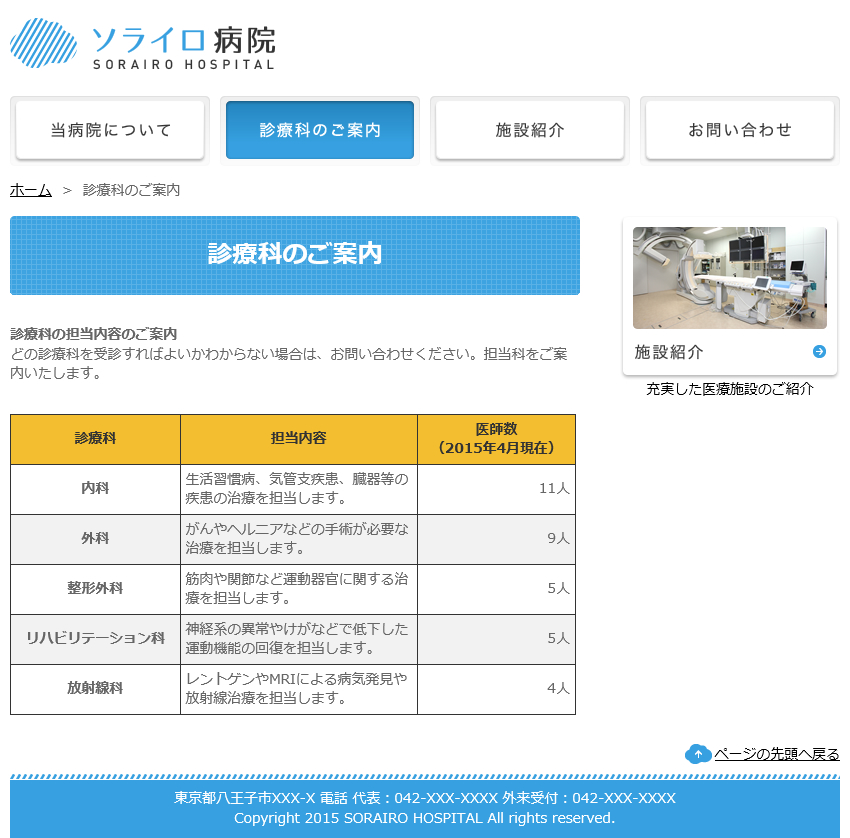 ソライロ病院
SORAIRO HOSPITAL
当病院について
診療科のご案内
施設紹介
お問い合わせ
ホーム > 診療科のご案内
診療科のご案内
診療科の担当内容のご案内
どの診療科を受診すればよいかわからない場合は、お問い合わせください。担当科をご案
内いたします。
診療科
担当内容
医師数
（2015年4月現在）
内科
生活習慣病、気管支疾患、臓器等の
疾患の治療を担当します。
11人
外科
がんやヘルニアなどの手術が必要な
治療を担当します。
9人
整形外科
筋肉や関節など運動器官に関する治
療を担当します。
5人
リハビリテーション科
神経系の異常やけがなどで低下した
運動機能の回復を担当します。
5人
放射線科
レントゲンやMRIによる病気発見や
放射線治療を担当します。
4人
施設紹介
充実した医療施設のご紹介
ページの先頭へ戻る
東京都八王子市XXX-X 電話 代表：042-XXX-XXXX 外来受付：042-XXX-XXXX
Copyright 2015 SORAIRO HOSPITAL All rights reserved.